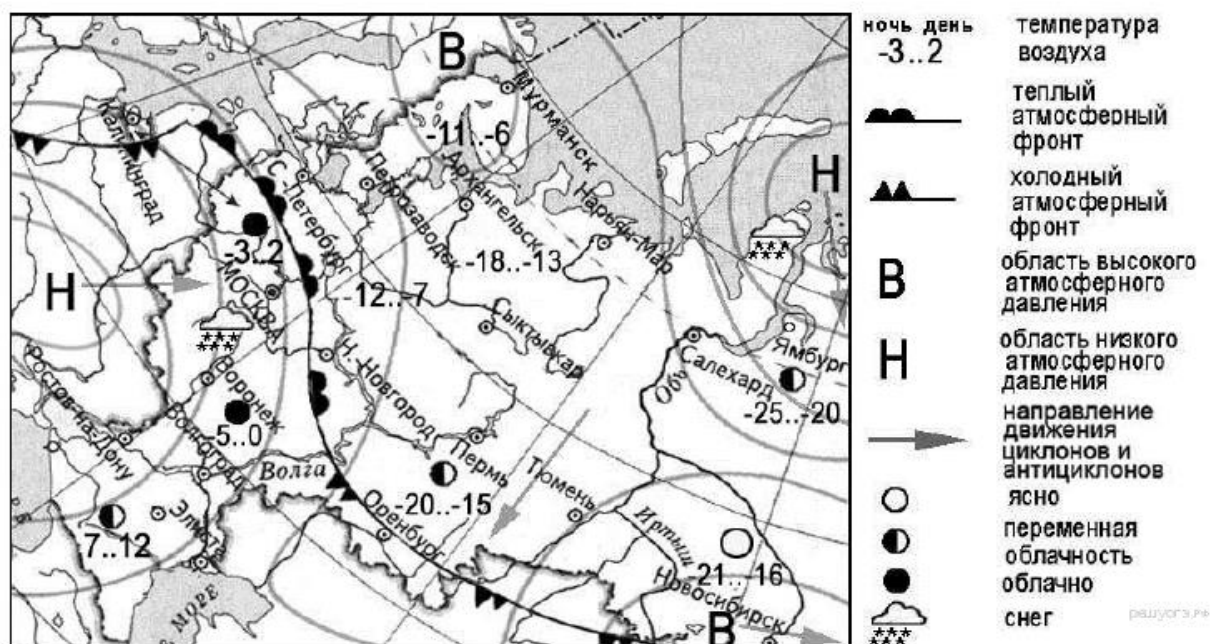 В
Мурманск
Калининград
-11..-6
С.-Петербург
Петрозаводск
Архангельск
Нарьян-Мар
Н
-3..2
-18..-13
МОСКВА
-12..-7
Н
Сыктывкар
Ямбург
Салехард
Обь
Ростов-на-Дону
Воронеж
Н.-Новгород
-25..-20
Волгоград
-5..0
Волга
Пермь
Тюмень
-20..-15
Оренбург
Иртыш
Элиста
7..12
21..-16
Новосибирск
МОРЕ
В
ночь день
-3..2
температура
воздуха
теплый
атмосферный
фронт
холодный
атмосферный
фронт
В
область высокого
атмосферного
давления
Н
область низкого
атмосферного
давления
направление
движения
циклонов и
антициклонов
ясно
переменная
облачность
облачно
снег
решуогэ.рф